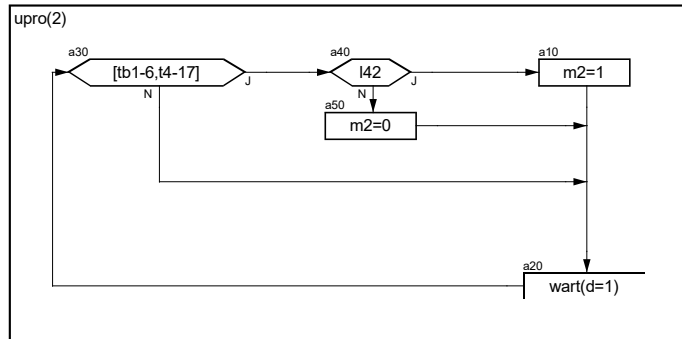 upro(2)
a30
[tb1-6,t4-17]
N
J
a40
l42
N
J
a10
m2=1
a50
m2=0
a20
wart(d=1)